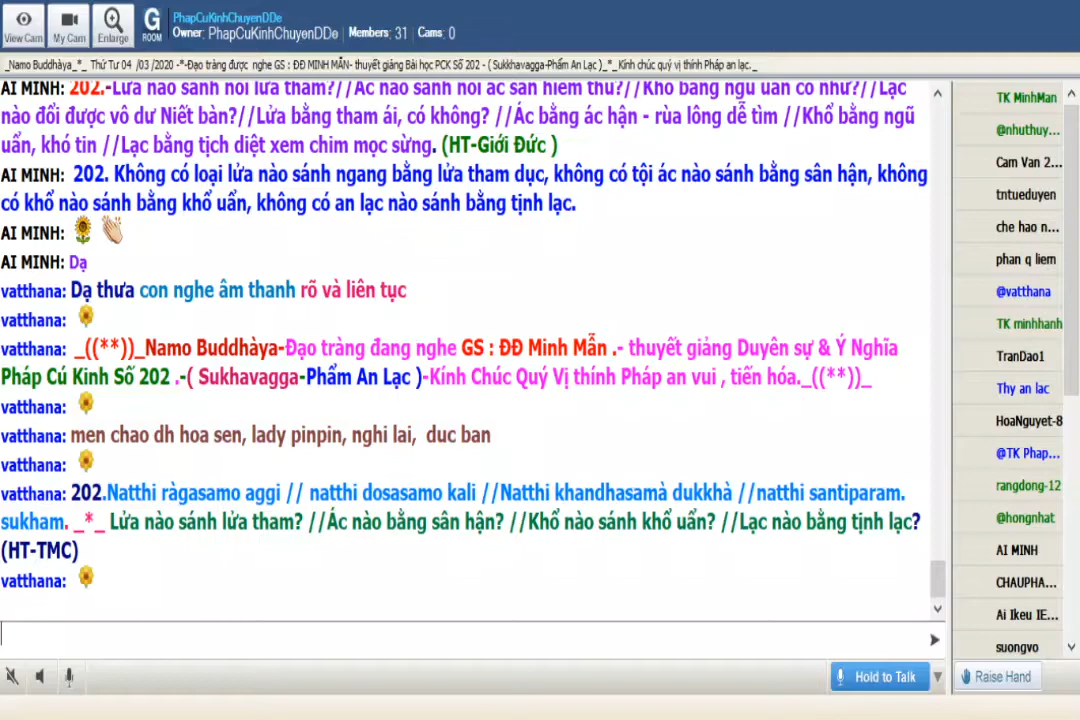 PhapCuKinhChuyenDDe
Owner: PhapCuKinhChuyenDDe | Members: 31 | Cams: 0
View Cam
My Cam
Enlarge
G ROOM
_Namo Buddhàya_*_ Thứ Tư 04 /03 /2020 -*-Đạo tràng được nghe GS : ĐĐ MINH MẪN- thuyết giảng Bài học PCK Số 202 - ( Sukkhavagga-Phẩm An Lạc )_*_Kính chúc quý vị thính Pháp an lạc._
AI MINH: 202.-Lửa nào sánh nổi lửa tham?//Ác nào sánh nổi ác sân hiểm thù?//Khổ bằng ngũ uẩn có như?//Lạc
nào đổi được vô dư Niết bàn?//Lửa bằng tham ái, có không? //Ác bằng ác hận - rùa lông dễ tìm //Khổ bằng ngũ
uẩn, khó tin //Lạc bằng tịch diệt xem chim mọc sừng. (HT-Giới Đức )
AI MINH: 202. Không có loại lửa nào sánh ngang bằng lửa tham dục, không có tội ác nào sánh bằng sân hận, không
có khổ nào sánh bằng khổ uẩn, không có an lạc nào sánh bằng tịnh lạc.
AI MINH:
AI MINH: Dạ
vatthana: Dạ thưa con nghe âm thanh rõ và liên tục
vatthana:
vatthana: _((**))_Namo Buddhàya-Đạo tràng đang nghe GS : ĐĐ Minh Mẫn .- thuyết giảng Duyên sự & Ý Nghĩa
Pháp Cú Kinh Số 202 .-( Sukhavagga-Phẩm An Lạc )-Kính Chúc Quý Vị thính Pháp an vui , tiến hóa._((**))_
vatthana:
vatthana: men chao dh hoa sen, lady pinpin, nghi lai, duc ban
vatthana:
vatthana: 202.Natthi ràgasamo aggi // natthi dosasamo kali //Natthi khandhasamà dukkhà //natthi santiparam.
sukham. _*_ Lửa nào sánh lửa tham? //Ác nào bằng sân hận? //Khổ nào sánh khổ uẩn? //Lạc nào bằng tịnh lạc?
(HT-TMC)
vatthana:
TK MinhMan
@nhuthuy...
Cam Van 2...
tntueduyen
che hao n...
phan q liem
@vatthana
TK minhhanh
TranDao1
Thy an lac
HoaNguyet-8
@TK Phap...
rangdong-12
@hongnhat
AI MINH
CHAUPHA...
Ai Ikeu IE...
suongvo
Hold to Talk
Raise Hand